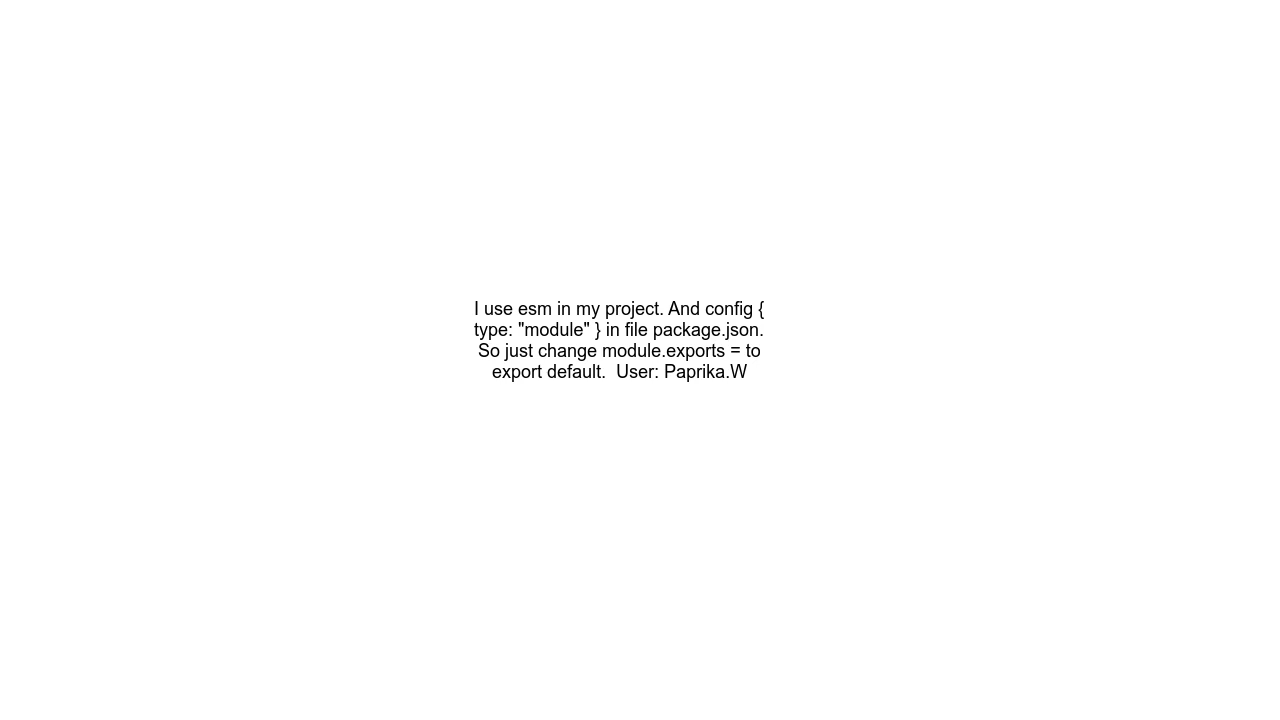 I use esm in my project. And config {
type: "module" } in file package.json.
So just change module.exports = to
export default.  User: Paprika.W